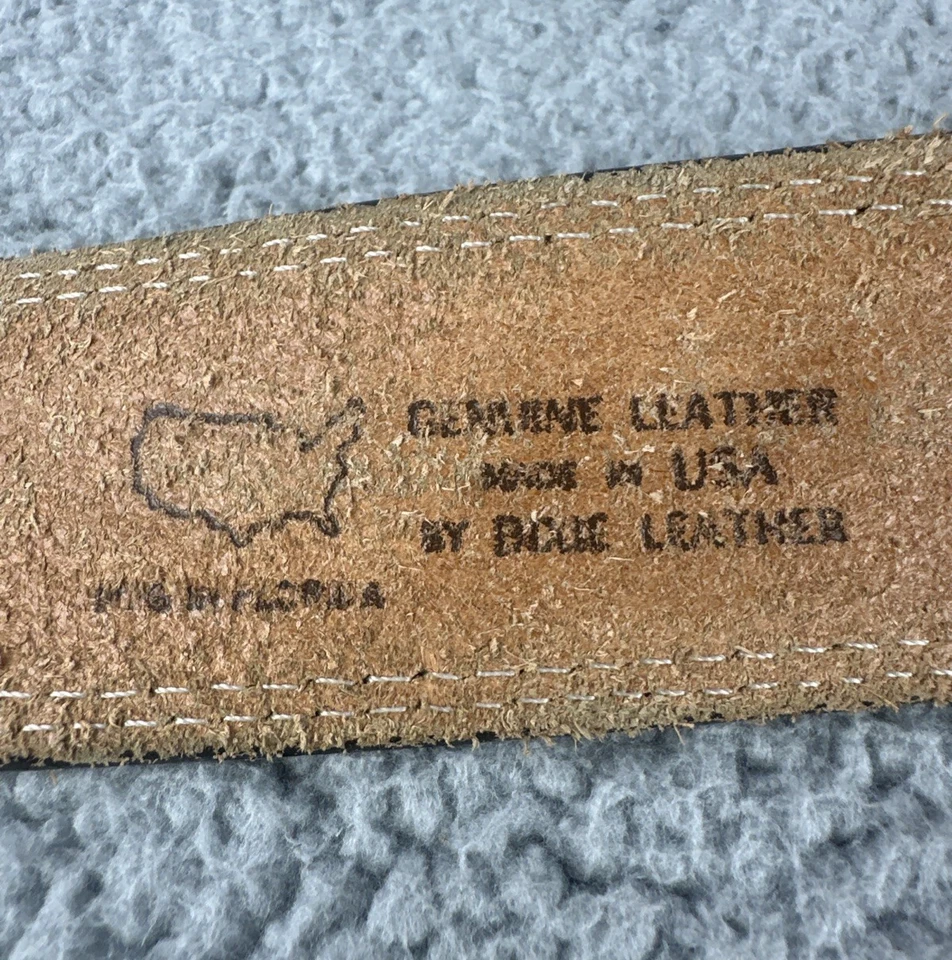 GENUINE LEATHER
MADE IN USA
BY DIXIE LEATHER
MFG IN FLORIDA